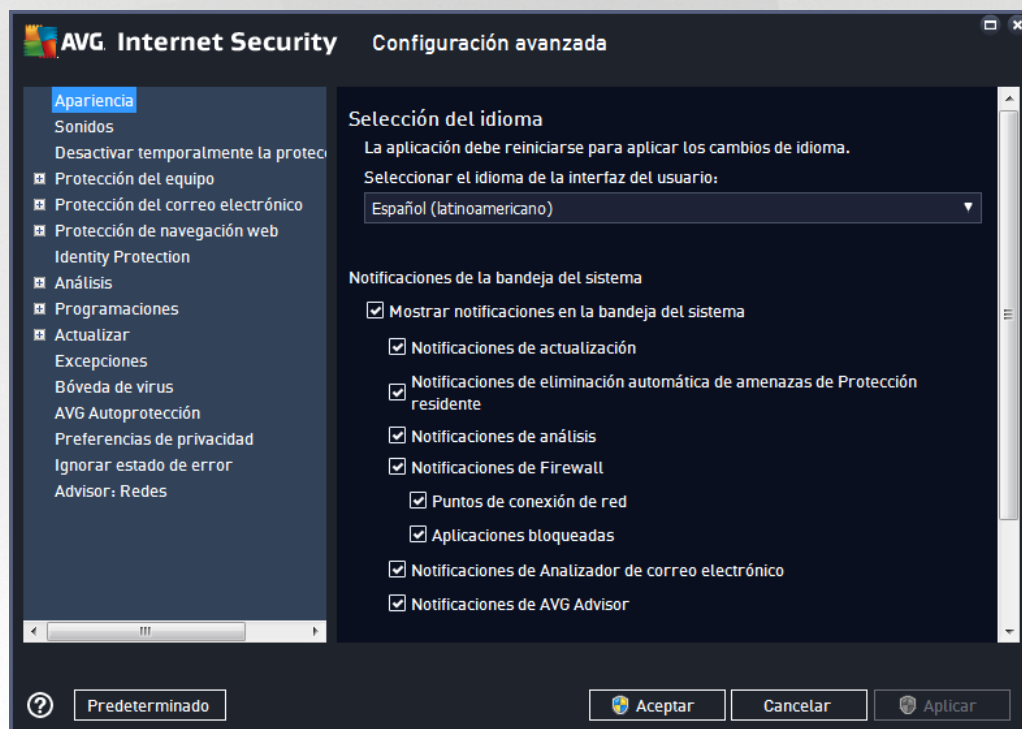 AVG. Internet Security Configuración avanzada
Apariencia
Sonidos
Desactivar temporalmente la protec
Protección del equipo
Protección del correo electrónico
Protección de navegación web
Identity Protection
Análisis
Programaciones
Actualizar
Excepciones
Bóveda de virus
AVG Autoprotección
Preferencias de privacidad
Ignorar estado de error
Advisor: Redes
Selección del idioma
La aplicación debe reiniciarse para aplicar los cambios de idioma.
Seleccionar el idioma de la interfaz del usuario:
Español (latinoamericano)
Notificaciones de la bandeja del sistema
Mostrar notificaciones en la bandeja del sistema
Notificaciones de actualización
Notificaciones de eliminación automática de amenazas de Protección
residente
Notificaciones de análisis
Notificaciones de Firewall
Puntos de conexión de red
Aplicaciones bloqueadas
Notificaciones de Analizador de correo electrónico
Notificaciones de AVG Advisor
Predeterminado
Aceptar
Cancelar
Aplicar